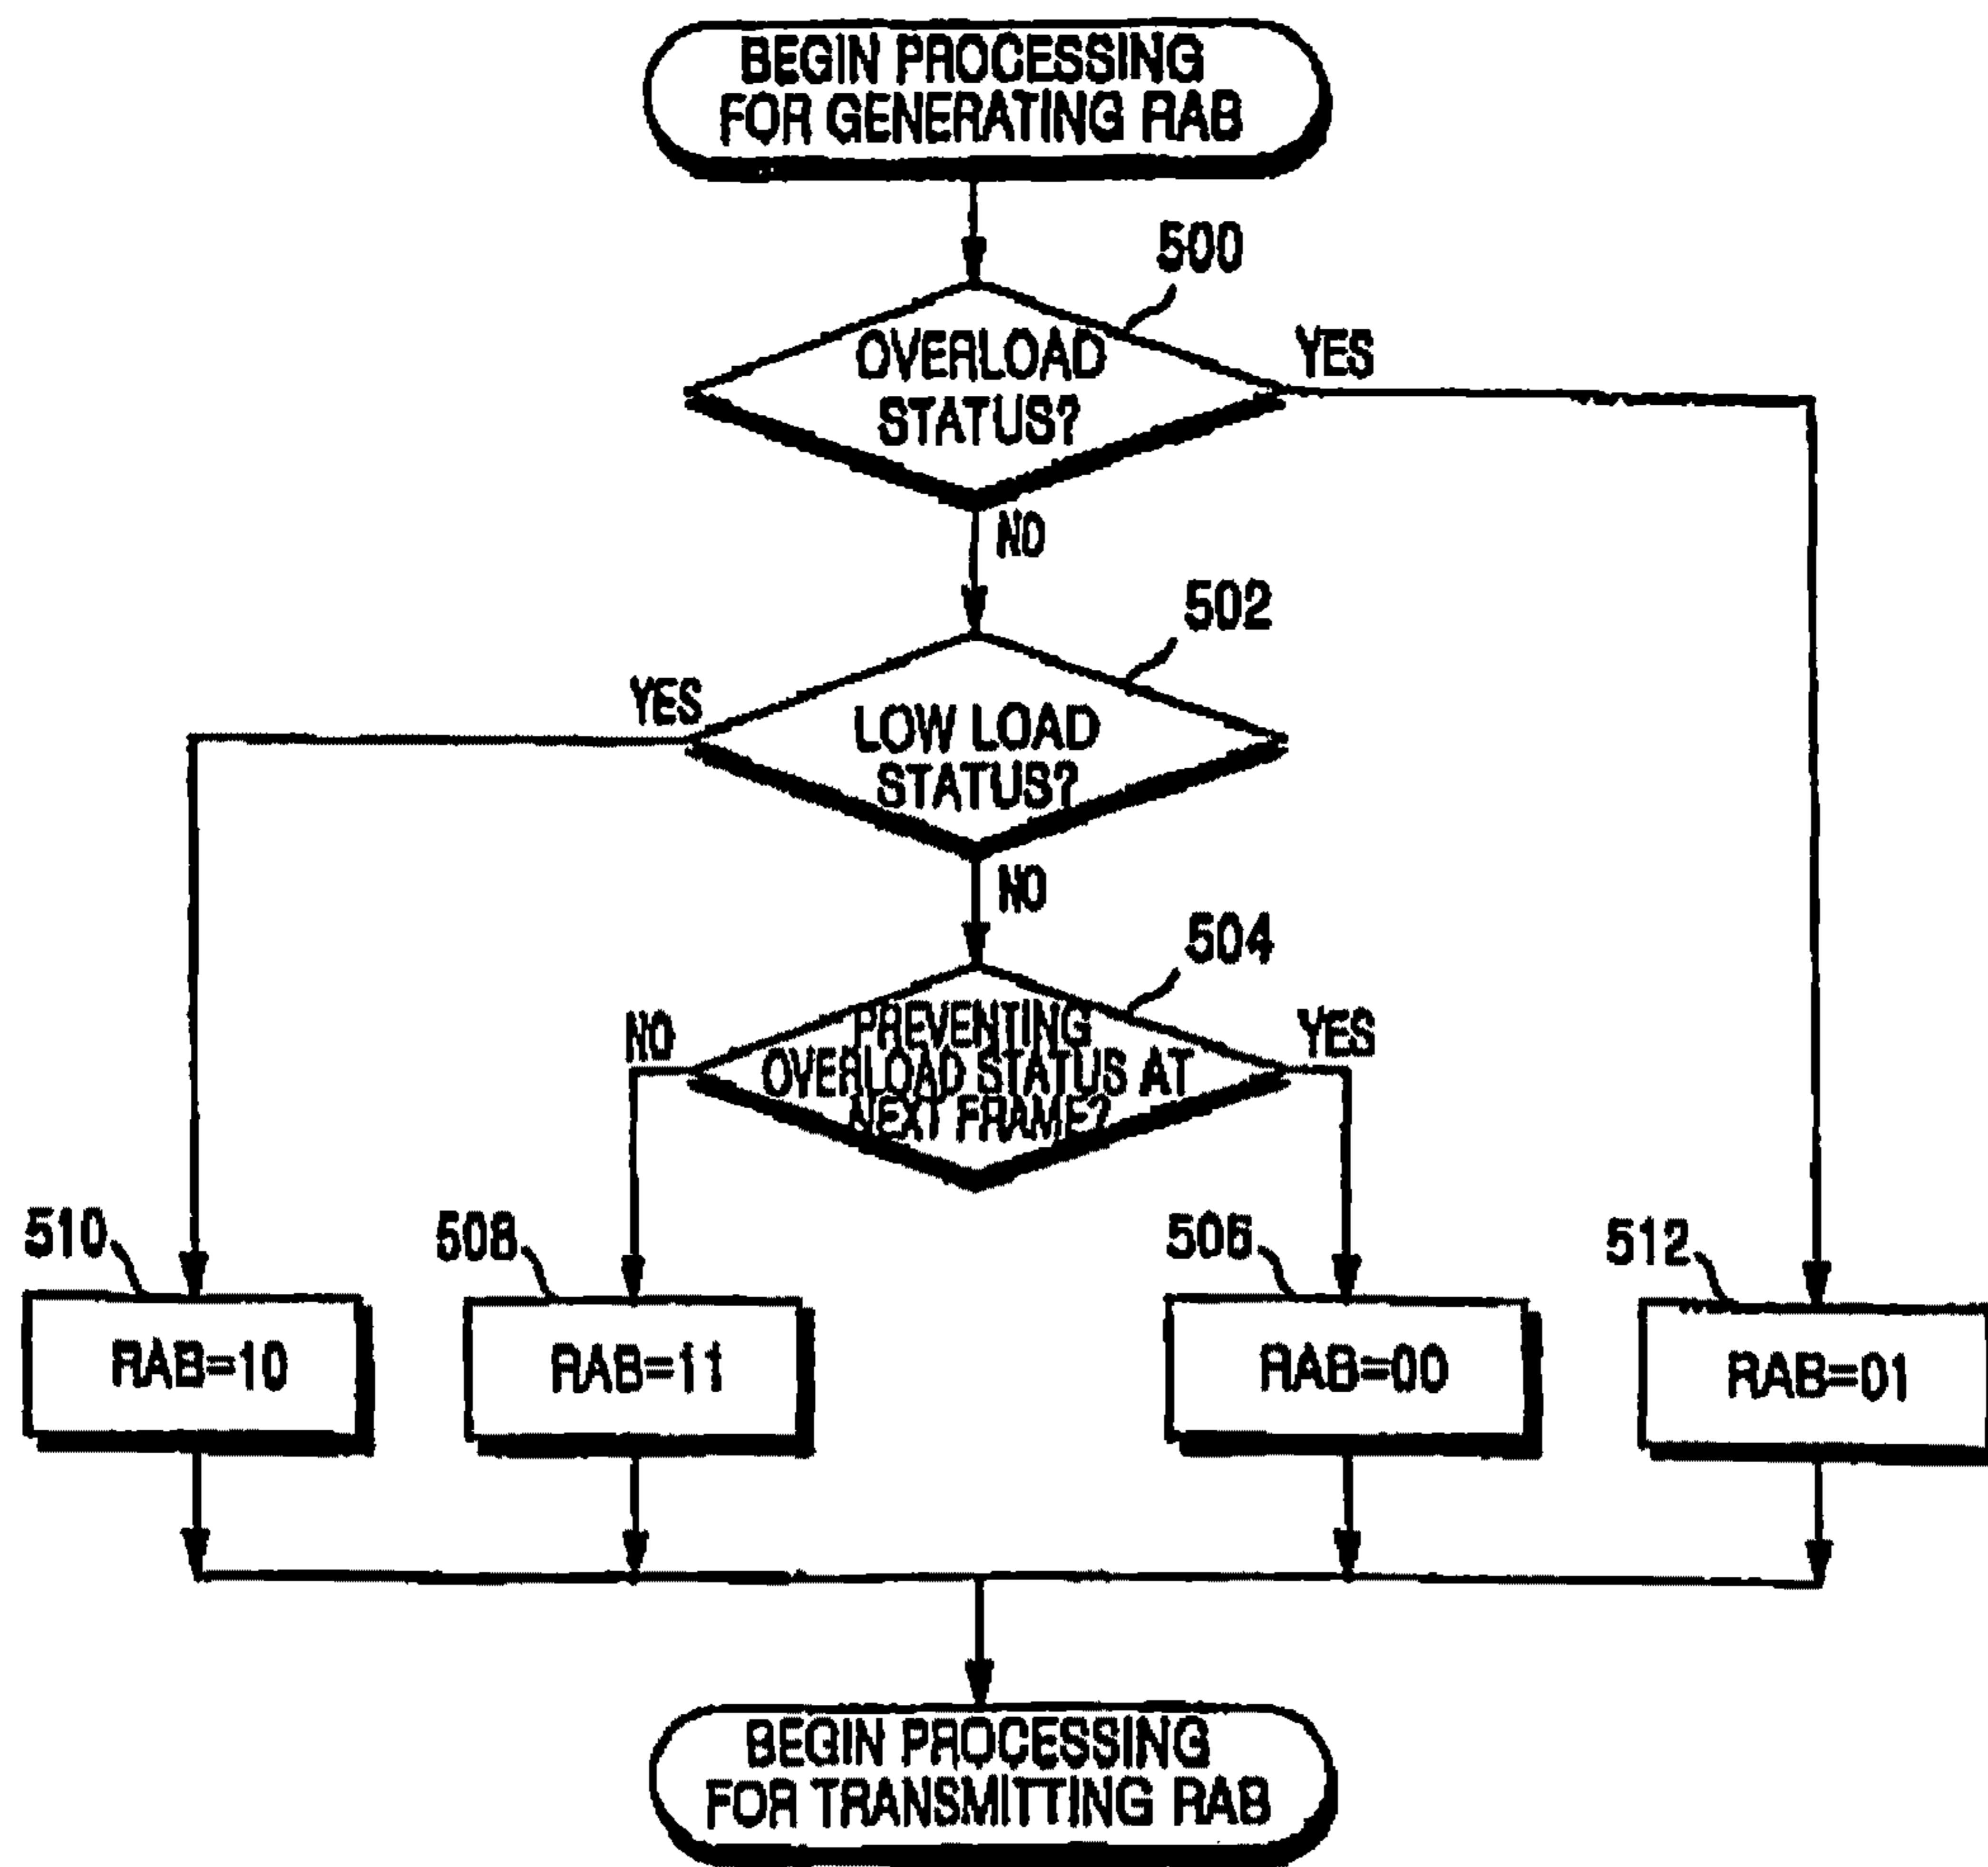 BEGIN PROCESSING
FOR GENERATING RAB
500
OVERLOAD
STATUS?
YES
NO
502
YES
LOW LOAD
STATUS?
NO
504
NO
PREVENTING
OVERLOAD STATUS AT
NEXT FRAME?
YES
510
508
506
512
RAB=10
RAB=11
RAB=00
RAB=01
BEGIN PROCESSING
FOR TRANSMITTING RAB